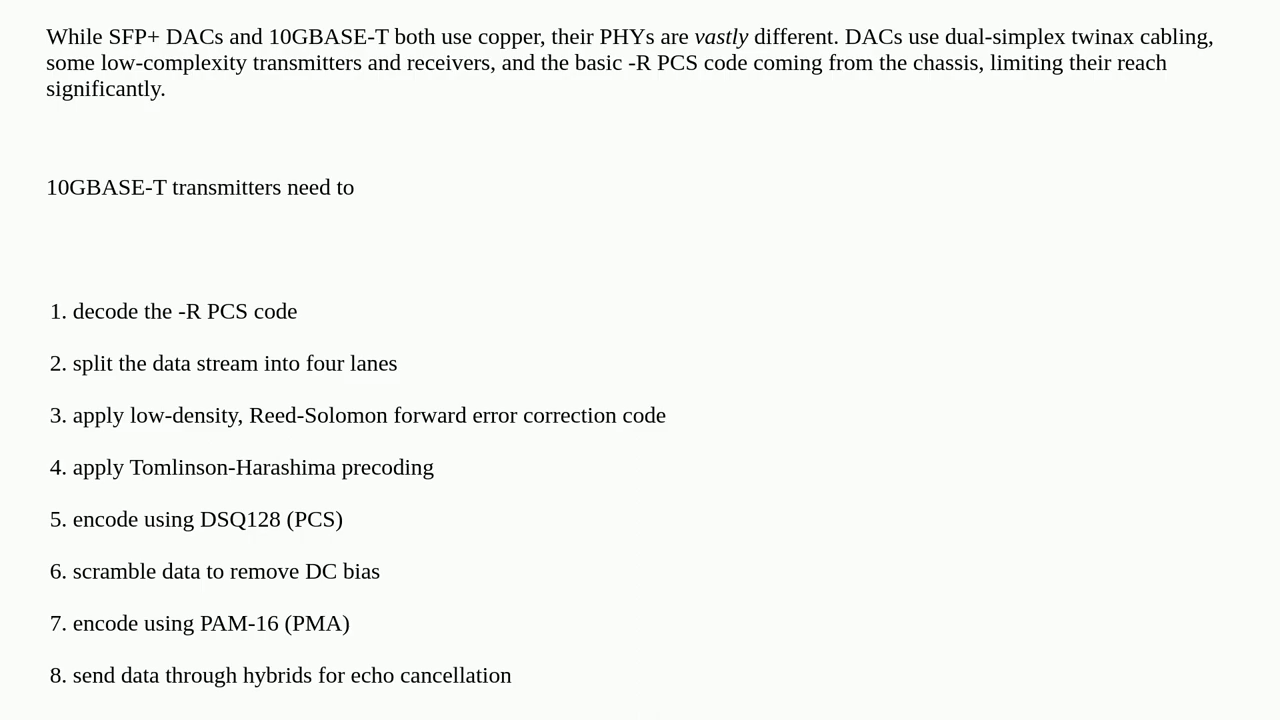 While SFP+ DACs and 10GBASE-T both use copper, their PHYs are vastly different. DACs use dual-simplex twinax cabling,
some low-complexity transmitters and receivers, and the basic -R PCS code coming from the chassis, limiting their reach
significantly.
10GBASE-T transmitters need to
1. decode the -R PCS code
2. split the data stream into four lanes
3. apply low-density, Reed-Solomon forward error correction code
4. apply Tomlinson-Harashima precoding
5. encode using DSQ128 (PCS)
6. scramble data to remove DC bias
7. encode using PAM-16 (PMA)
8. send data through hybrids for echo cancellation